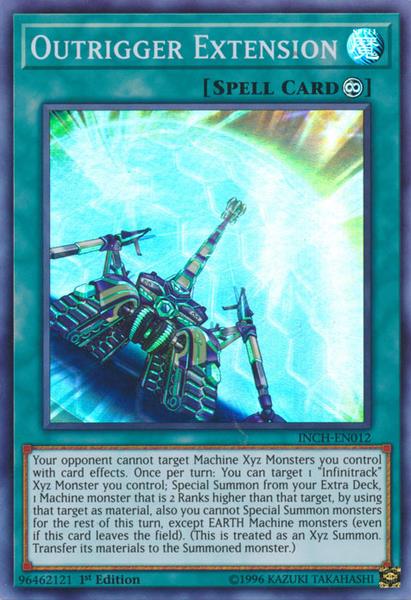 OUTRIGGER EXTENSION
[SPELL CARD]
INCH-EN012
Your opponent cannot target Machine Xyz Monsters you control
with card effects. Once per turn: You can target 1 "Infinitrack"
Xyz Monster you control; Special Summon from your Extra Deck,
1 Machine monster that is 2 Ranks higher than that target, by using
that target as material, also you cannot Special Summon monsters
for the rest of this turn, except EARTH Machine monsters (even
if this card leaves the field). (This is treated as an Xyz Summon.
Transfer its materials to the Summoned monster.)
96462121 1st Edition ©1996 KAZUKI TAKAHASHI